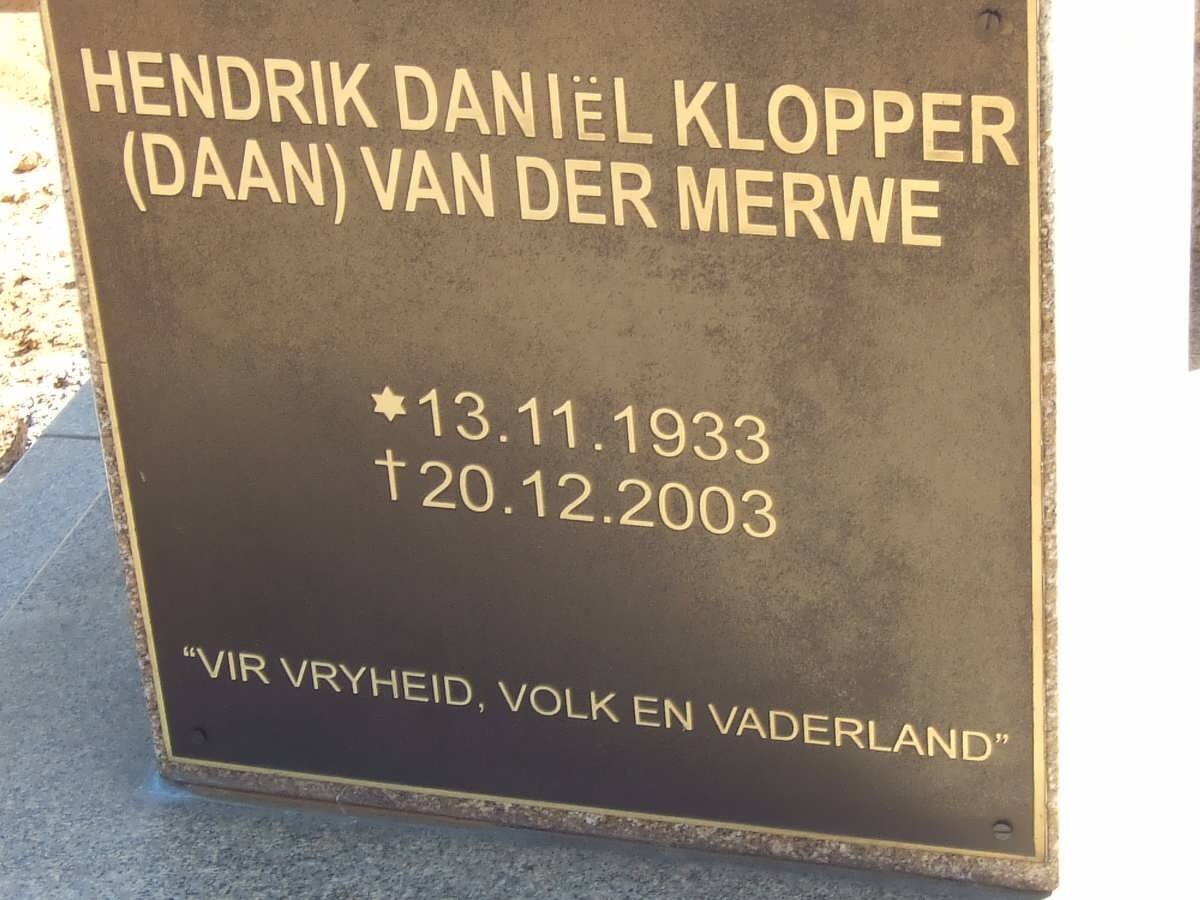 HENDRIK DANIËL KLOPPER
(DAAN) VAN DER MERWE
✶13.11.1933
†20.12.2003
“VIR VRYHEID, VOLK EN VADERLAND”